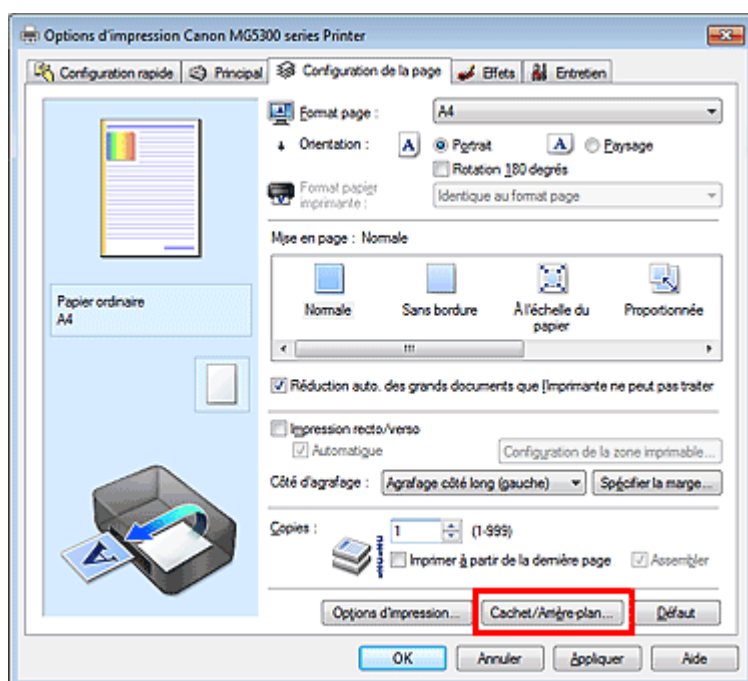 Options d'impression Canon MG5300 series Printer
Configuration rapide Principal Configuration de la page Effets Entretien
Format page : A4
Orientation : A Portrait A Paysage
Rotation 180 degrés
Format papier imprimante : Identique au format page
Mise en page : Normale
Normale Sans bordure À l'échelle du papier Proportionnée
Papier ordinaire
A4
Réduction auto. des grands documents que l'imprimante ne peut pas traiter
Impression recto/verso
Automatique Configuration de la zone imprimable...
Côté d'agrafage : Agrafage côté long (gauche) Spécifier la marge...
Copies : 1 (1-999)
Imprimer à partir de la dernière page Assembler
Options d'impression... Cachet/Arrière-plan... Défaut
OK Annuler Appliquer Aide